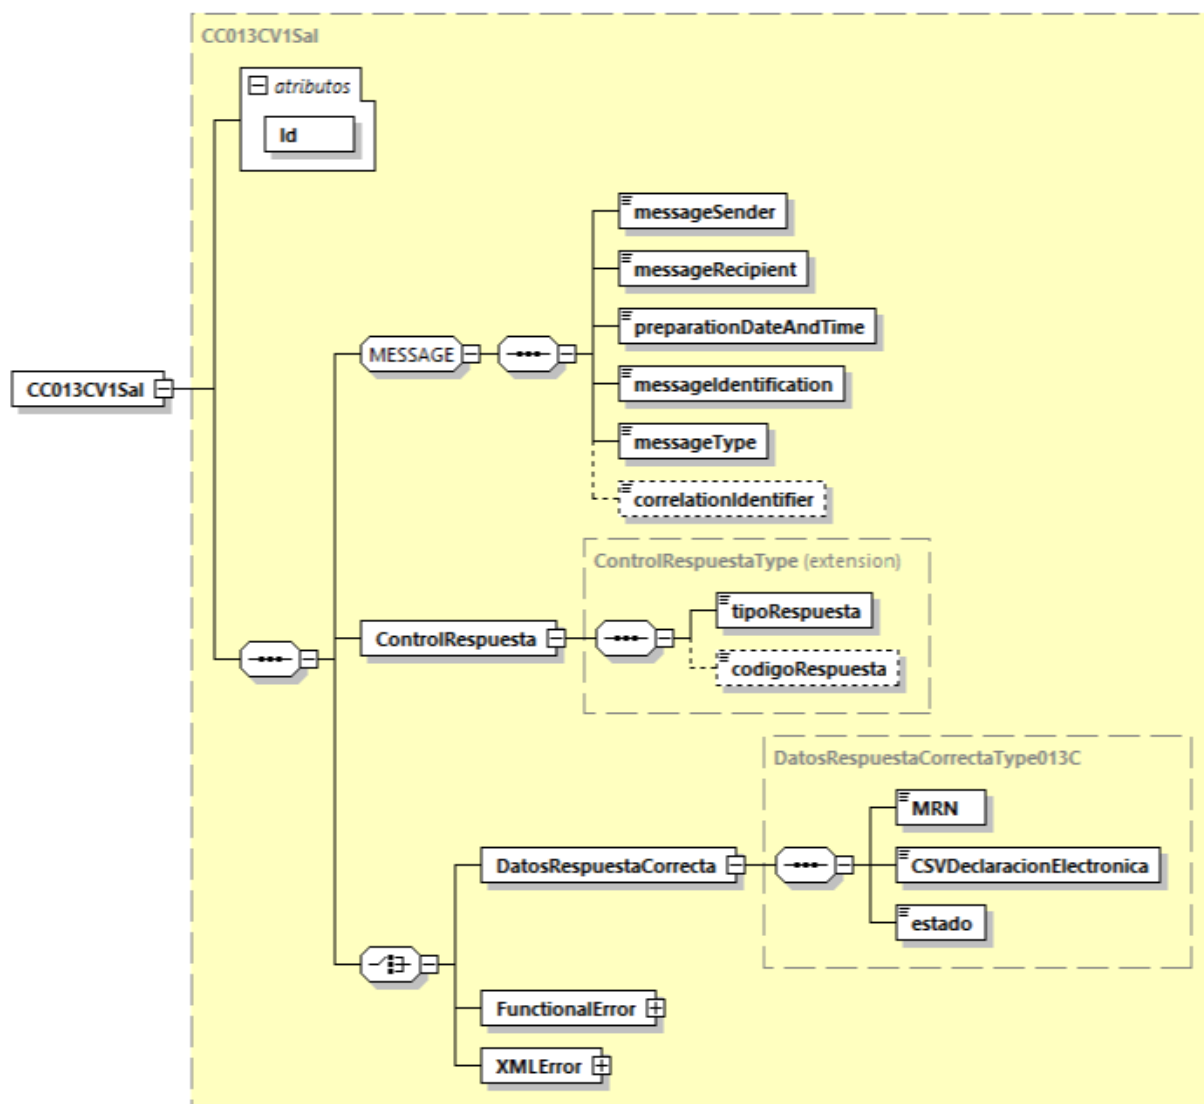 CC013CV1Sal
atributos
Id
messageSender
messageRecipient
preparationDateAndTime
MESSAGE
messageIdentification
CC013CV1Sal
messageType
correlationIdentifier
ControlRespuestaType (extension)
tipoRespuesta
ControlRespuesta
codigoRespuesta
DatosRespuestaCorrectaType013C
MRN
DatosRespuestaCorrecta
CSVDeclaracionElectronica
estado
FunctionalError
XMLError